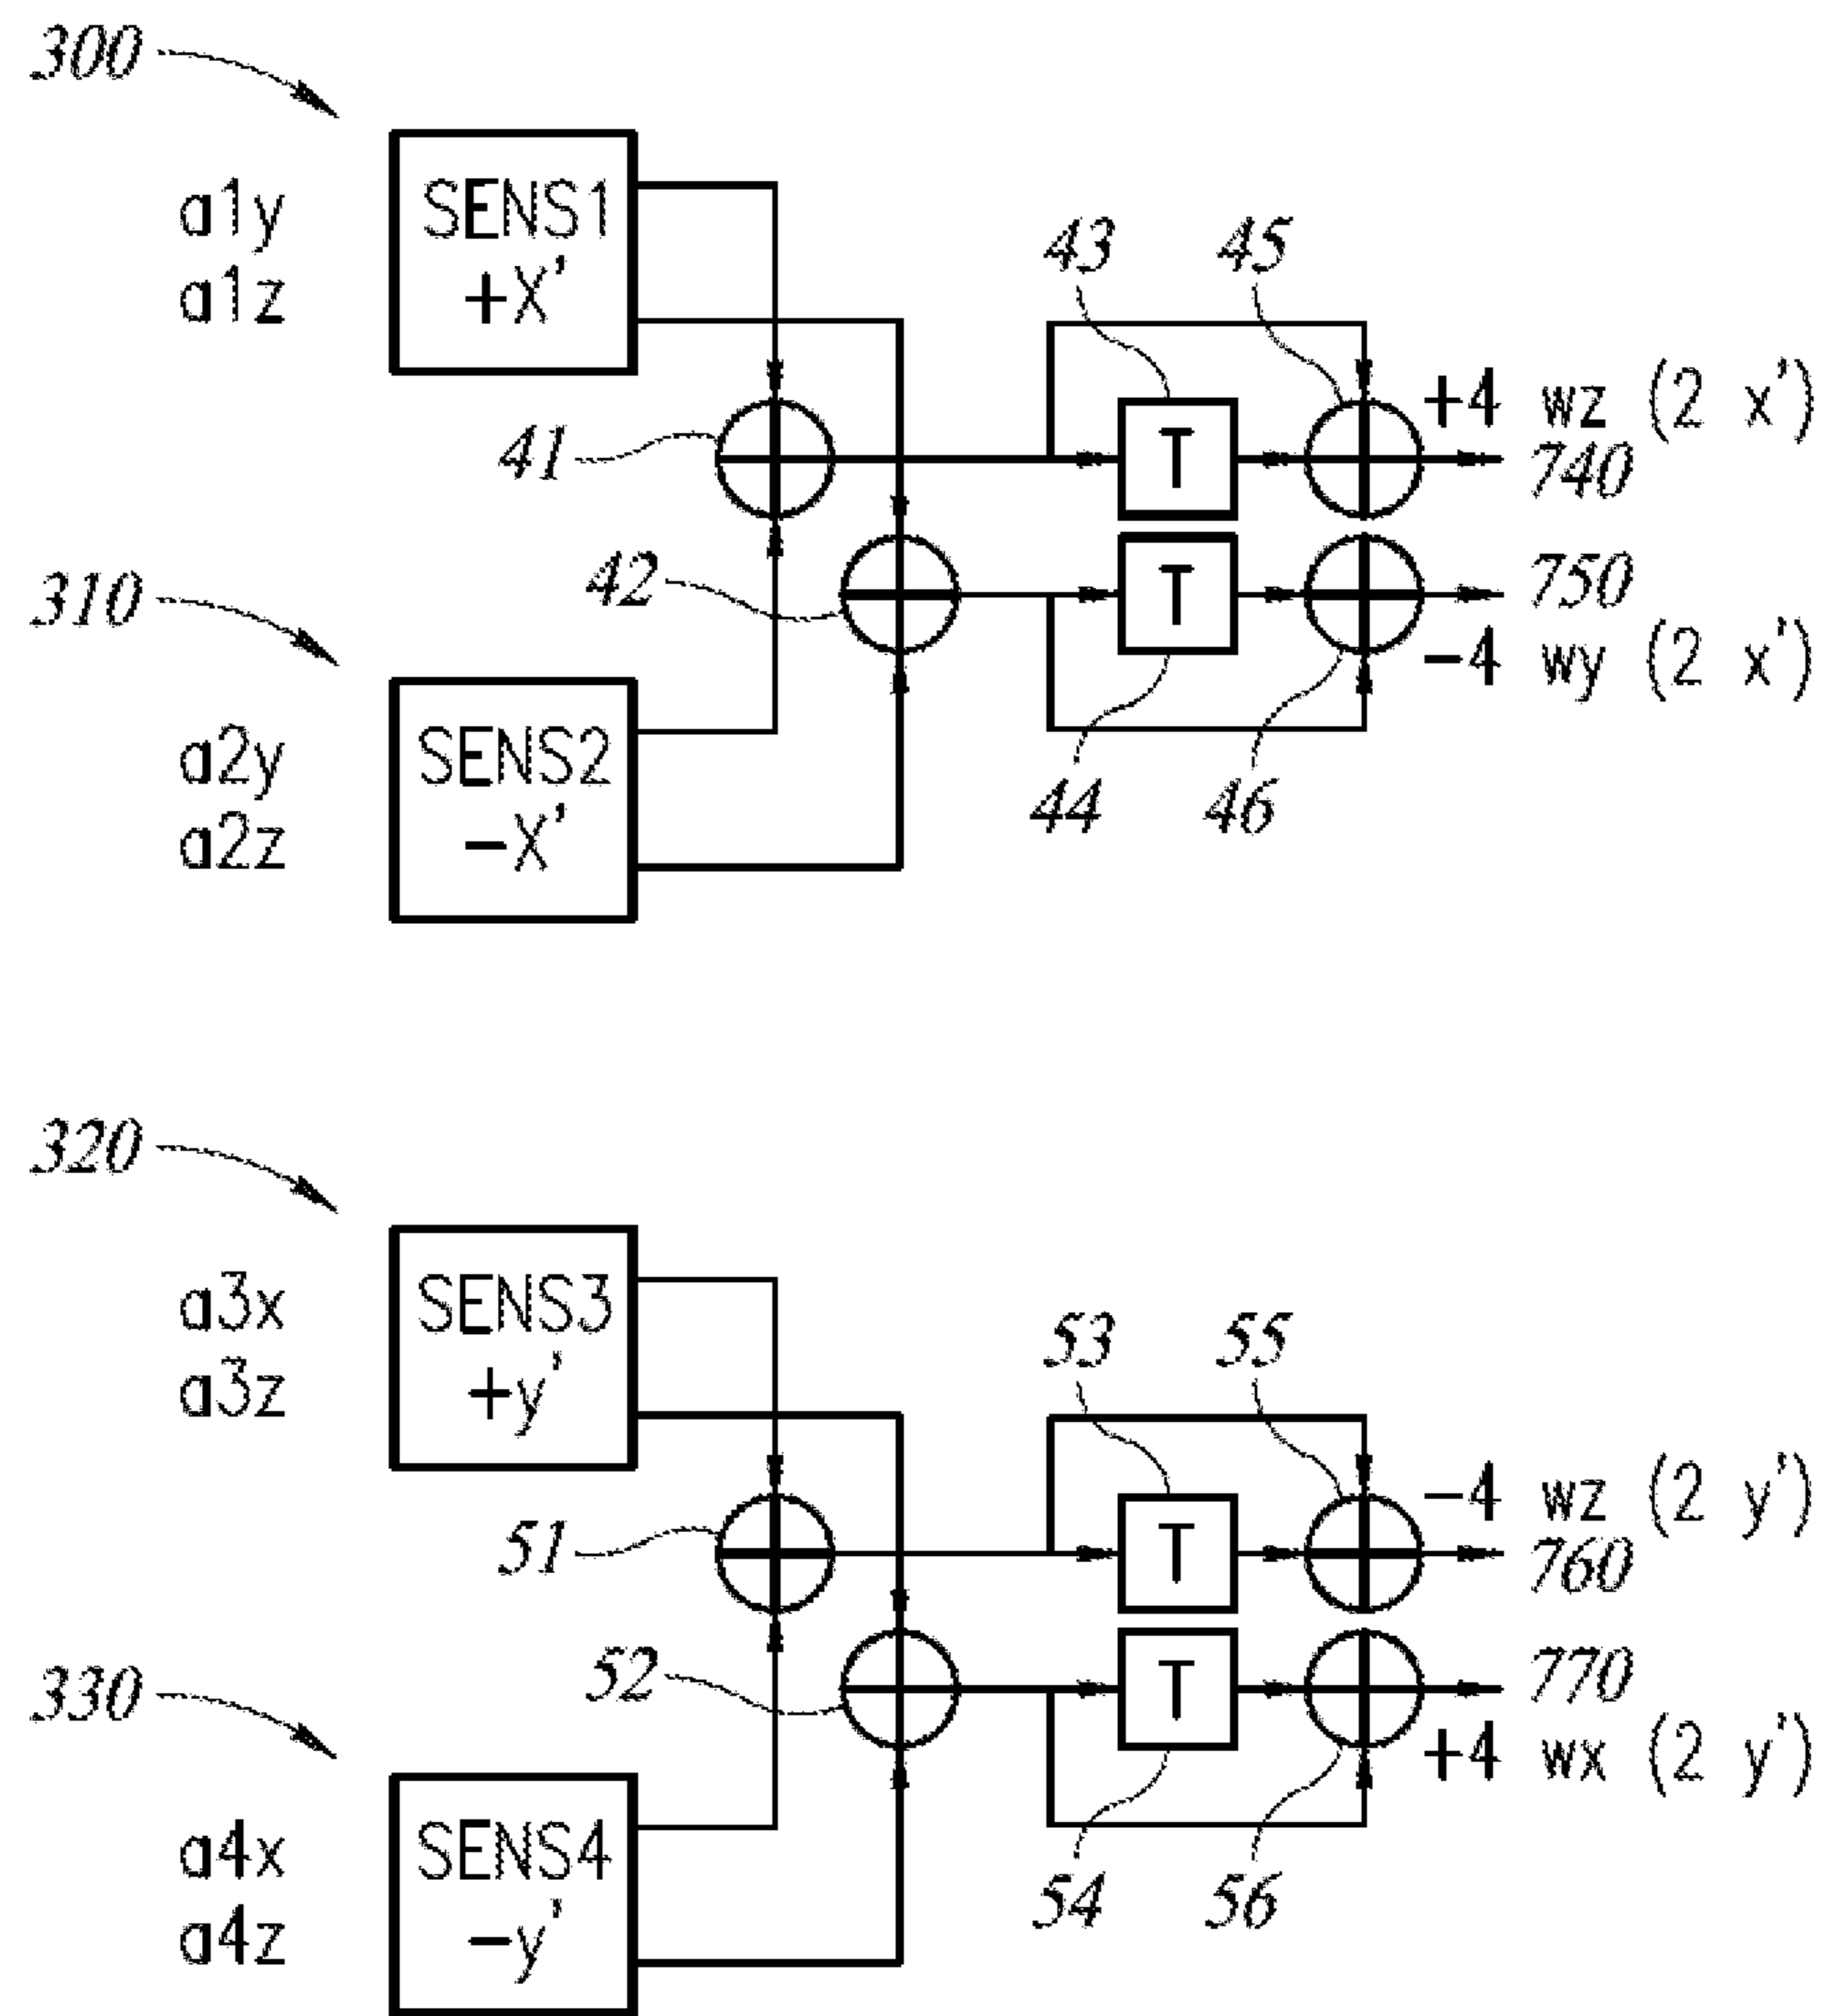 300
a1y
a1z
SENS1
+X'
43
45
41
+4 wz (2 x')
740
T
310
42
T
750
-4 wy (2 x')
a2y
a2z
SENS2
-X'
44
46
320
a3x
a3z
SENS3
+y'
53
55
51
-4 wz (2 y')
760
T
330
52
T
770
+4 wx (2 y')
a4x
a4z
SENS4
-y'
54
56